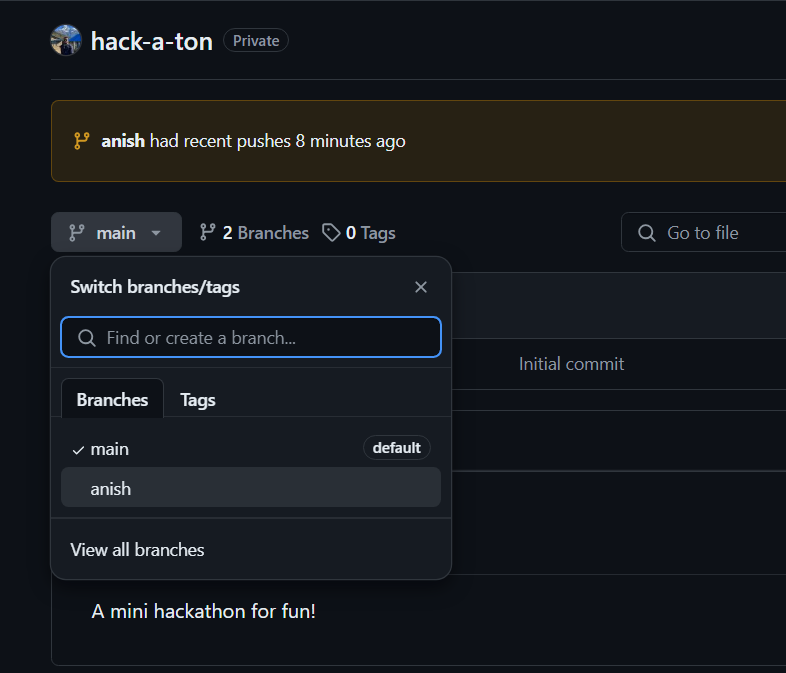 hack-a-ton Private
anish had recent pushes 8 minutes ago
main 2 Branches 0 Tags Go to file
Switch branches/tags
Find or create a branch...
Initial commit
Branches Tags
main default
anish
View all branches
A mini hackathon for fun!